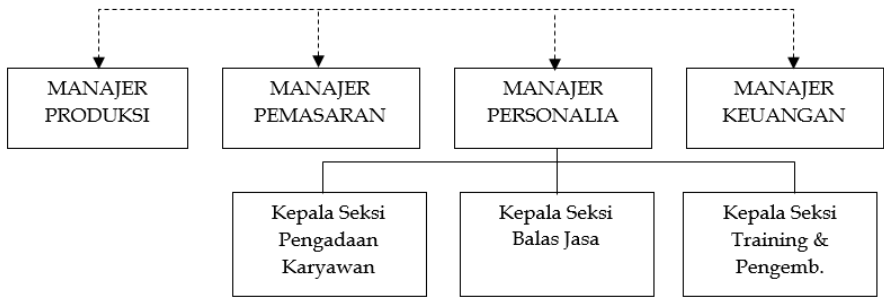 MANAJER
PRODUKSI
MANAJER
PEMASARAN
MANAJER
PERSONALIA
MANAJER
KEUANGAN
Kepala Seksi
Pengadaan
Karyawan
Kepala Seksi
Balas Jasa
Kepala Seksi
Training &
Pengemb.